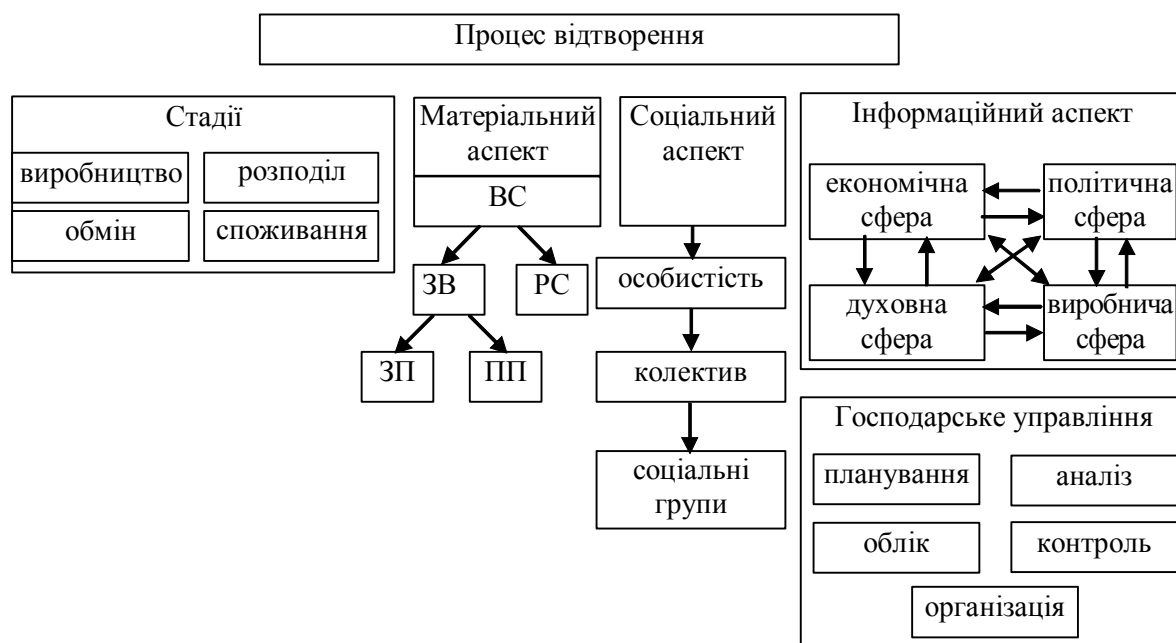 Процес відтворення
Стадії
виробництво
розподіл
обмін
споживання
Матеріальний
аспект
ВС
ЗВ
РС
ЗП
ПП
Соціальний
аспект
особистість
колектив
соціальні
групи
Інформаційний аспект
економічна
сфера
політична
сфера
духовна
сфера
виробнича
сфера
Господарське управління
планування
аналіз
облік
контроль
організація